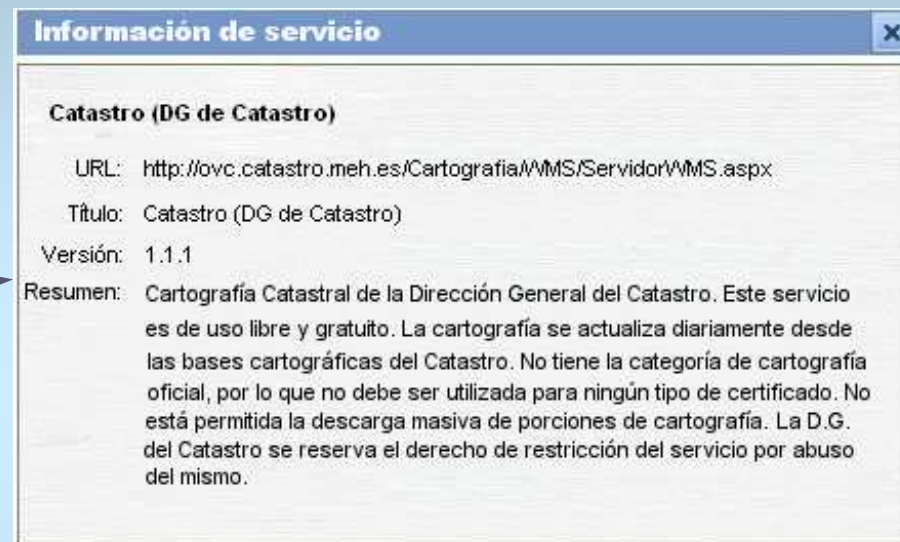 Información de servicio
Catastro (DG de Catastro)
URL: http://ovc.catastro.meh.es/Cartografia/WMS/ServidorWMS.aspx
Título: Catastro (DG de Catastro)
Versión: 1.1.1
Resumen: Cartografía Catastral de la Dirección General del Catastro. Este servicio
es de uso libre y gratuito. La cartografía se actualiza diariamente desde
las bases cartográficas del Catastro. No tiene la categoría de cartografía
oficial, por lo que no debe ser utilizada para ningún tipo de certificado. No
está permitida la descarga masiva de porciones de cartografía. La D.G.
del Catastro se reserva el derecho de restricción del servicio por abuso
del mismo.